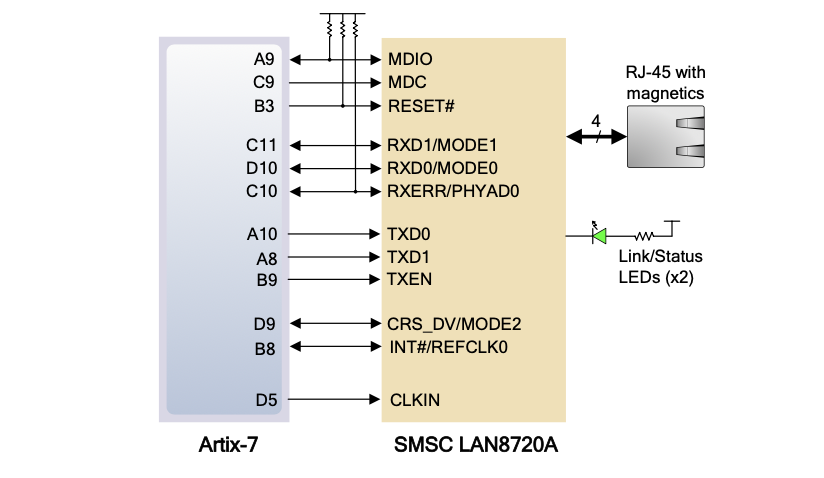 A9 MDIO
C9 MDC
B3 RESET#
RJ-45 with
magnetics
4
C11 RXD1/MODE1
D10 RXD0/MODE0
C10 RXERR/PHYAD0
A10 TXD0
A8 TXD1
B9 TXEN
Link/Status
LEDs (x2)
D9 CRS_DV/MODE2
B8 INT#/REFCLK0
D5 CLKIN
Artix-7
SMSC LAN8720A